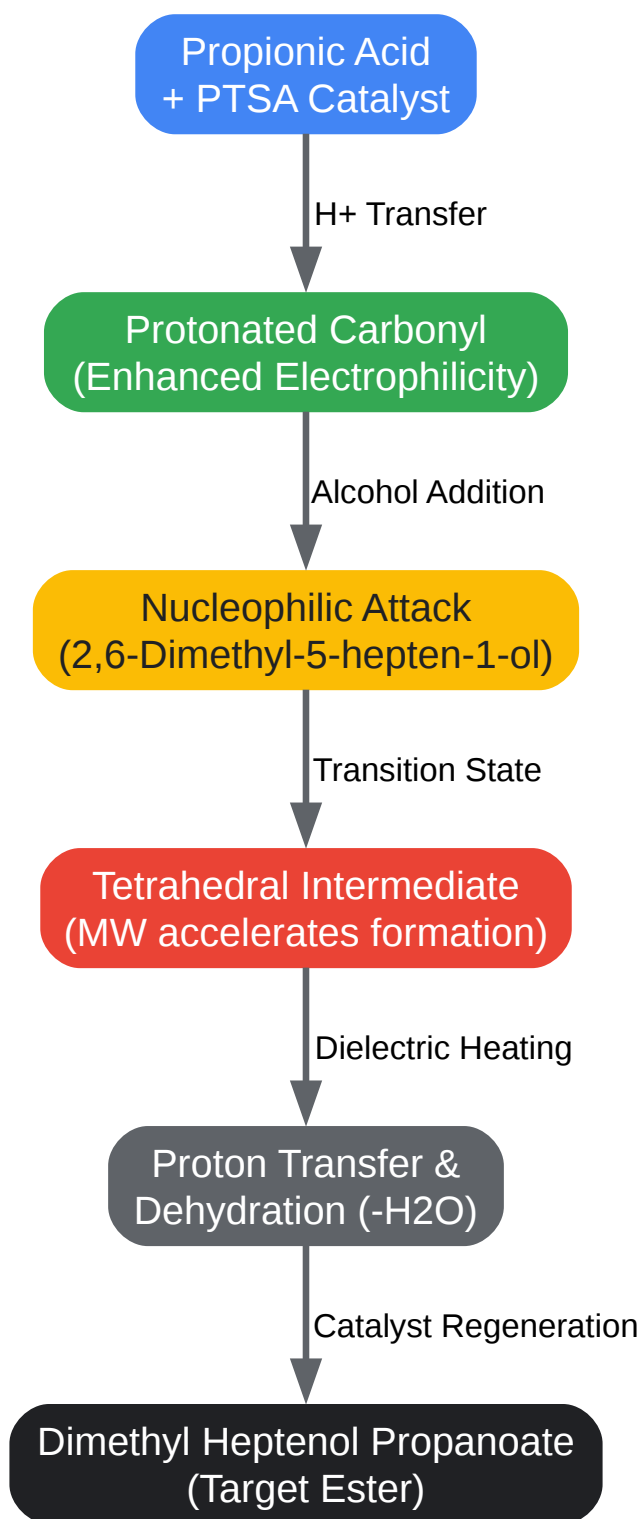 Propionic Acid
+ PTSA Catalyst
H+ Transfer
Protonated Carbonyl
(Enhanced Electrophilicity)
Alcohol Addition
Nucleophilic Attack
(2,6-Dimethyl-5-hepten-1-ol)
Transition State
Tetrahedral Intermediate
(MW accelerates formation)
Dielectric Heating
Proton Transfer &
Dehydration (-H2O)
Catalyst Regeneration
Dimethyl Heptenol Propanoate
(Target Ester)